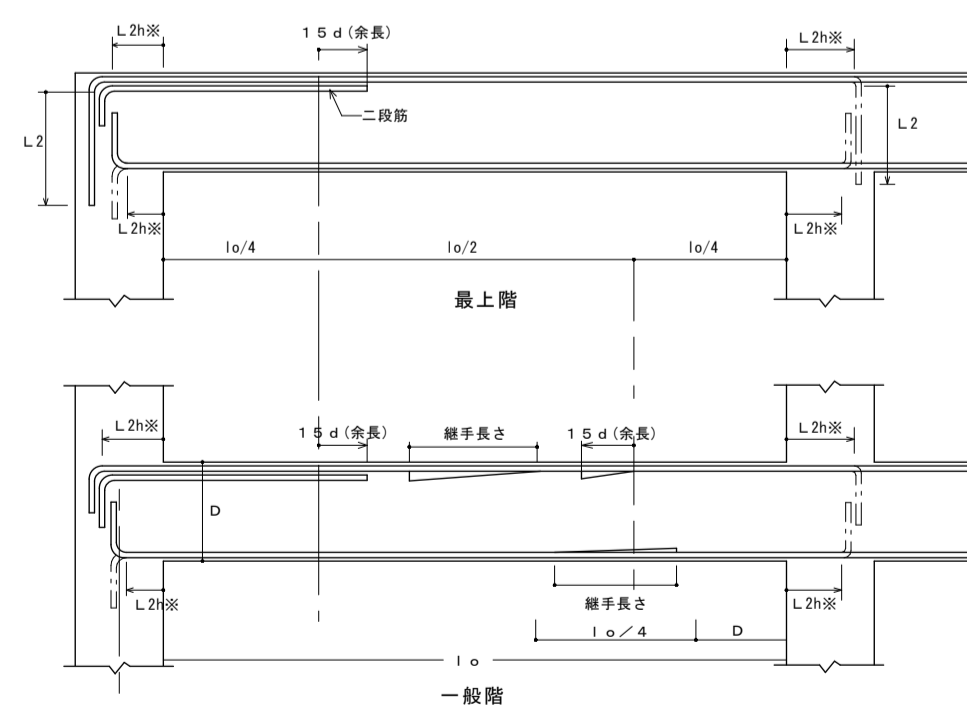 L2h※
15d(余長)
L2h※
二段筋
L2
L2
L2h※
L2h※
lo/4
lo/2
lo/4
最上階
L2h※
15d(余長)
継手長さ
15d(余長)
L2h※
D
L2h※
継手長さ
L2h※
lo/4
D
lo
一般階